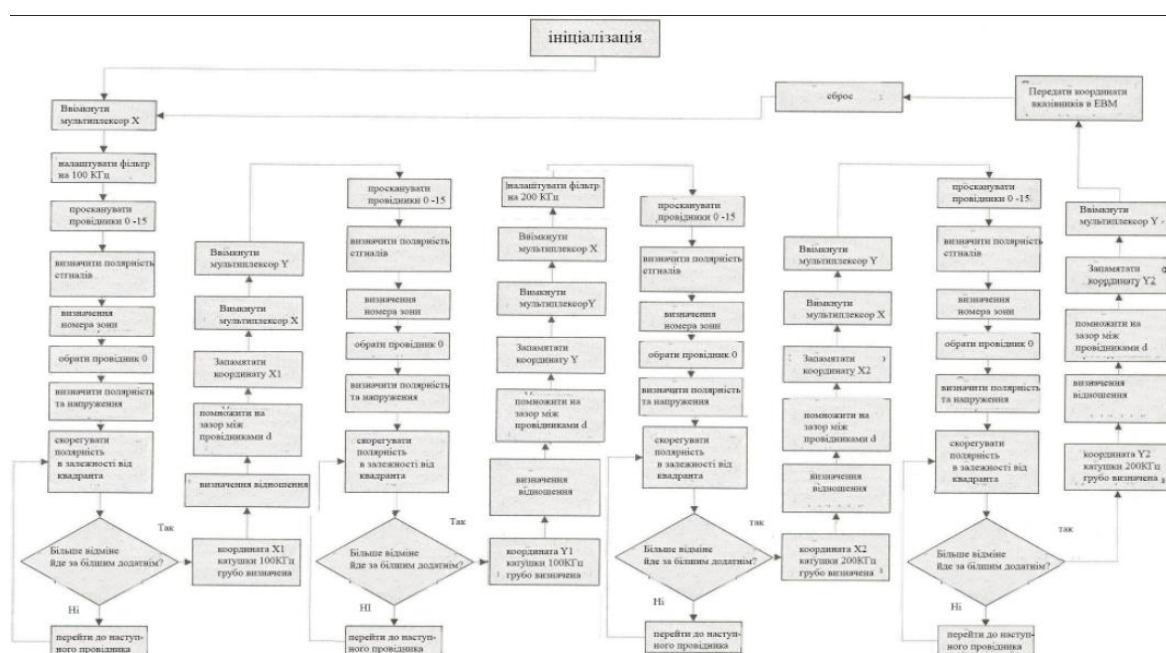 ініціалізація
Ввімкнути
мультиплексор X
налаштувати фільтр
на 100 КГц
просканувати
провідники 0 -15
визначити полярність
стгналів
визначення
номера зони
обрати провідник 0
визначити полярність
та напруження
скорегувати
полярність
в залежності від
квадранта
Більше відміне
йде за білшим додатнім?
Так
Ні
перейти до наступ-
ного провідника
координата X1
катушки 100КГц
грубо визначена
визначення відношення
помножити на
зазор між
провідниками d
Запамятати
координату X1
Вимкнути
мультиплексор X
Ввімкнути
мультиплексор Y
просканувати
провідники 0 -15
визначити полярність
стгналів
визначення
номера зони
обрати провідник 0
визначити полярність
та напруження
скорегувати
полярність
в залежності від
квадранта
Більше відміне
йде за білшим додатнім?
Так
НІ
перейти до наступ-
ного провідника
координата Y1
катушки 100КГц
грубо визначена
визначення
відношення
помножити на
зазор між
провідниками d
Запамятати
координату Y
Вимкнути
мультиплексорY
Ввімкнути
мультиплексор X
налаштувати фільтр
на 200 КГц
просканувати
провідники 0 -15
визначити полярність
стгналів
визначення
номера зони
обрати провідник 0
визначити полярність
та напруження
скорегувати
полярність
в залежності від
квадранта
Більше відміне
йде за білшим додатнім?
так
Ні
перейти до наступ-
ного провідника
координата X2
катушки 200КГц
грубо визначена
визначення
відношення
помножити на
зазор між
провідниками d
Запамятати
координату X2
Вимкнути
мультиплексор X
Ввімкнути
мультиплексор Y
просканувати
провідники 0 -15
визначити полярність
стгналів
визначення
номера зони
обрати провідник 0
визначити полярність
та напруження
скорегувати
полярність
в залежності від
квадранта
Більше відміне
йде за білшим додатнім?
так
Ні
перейти до наступ-
ного провідника
координата Y2
катушки 200КГц
грубо визначена
визначення
відношення
помножити на
зазор між
провідниками d
Запамятати
координату Y2
Ввімкнути
мультиплексор Y
Передати координати
вказівників в ЕВМ
сброс